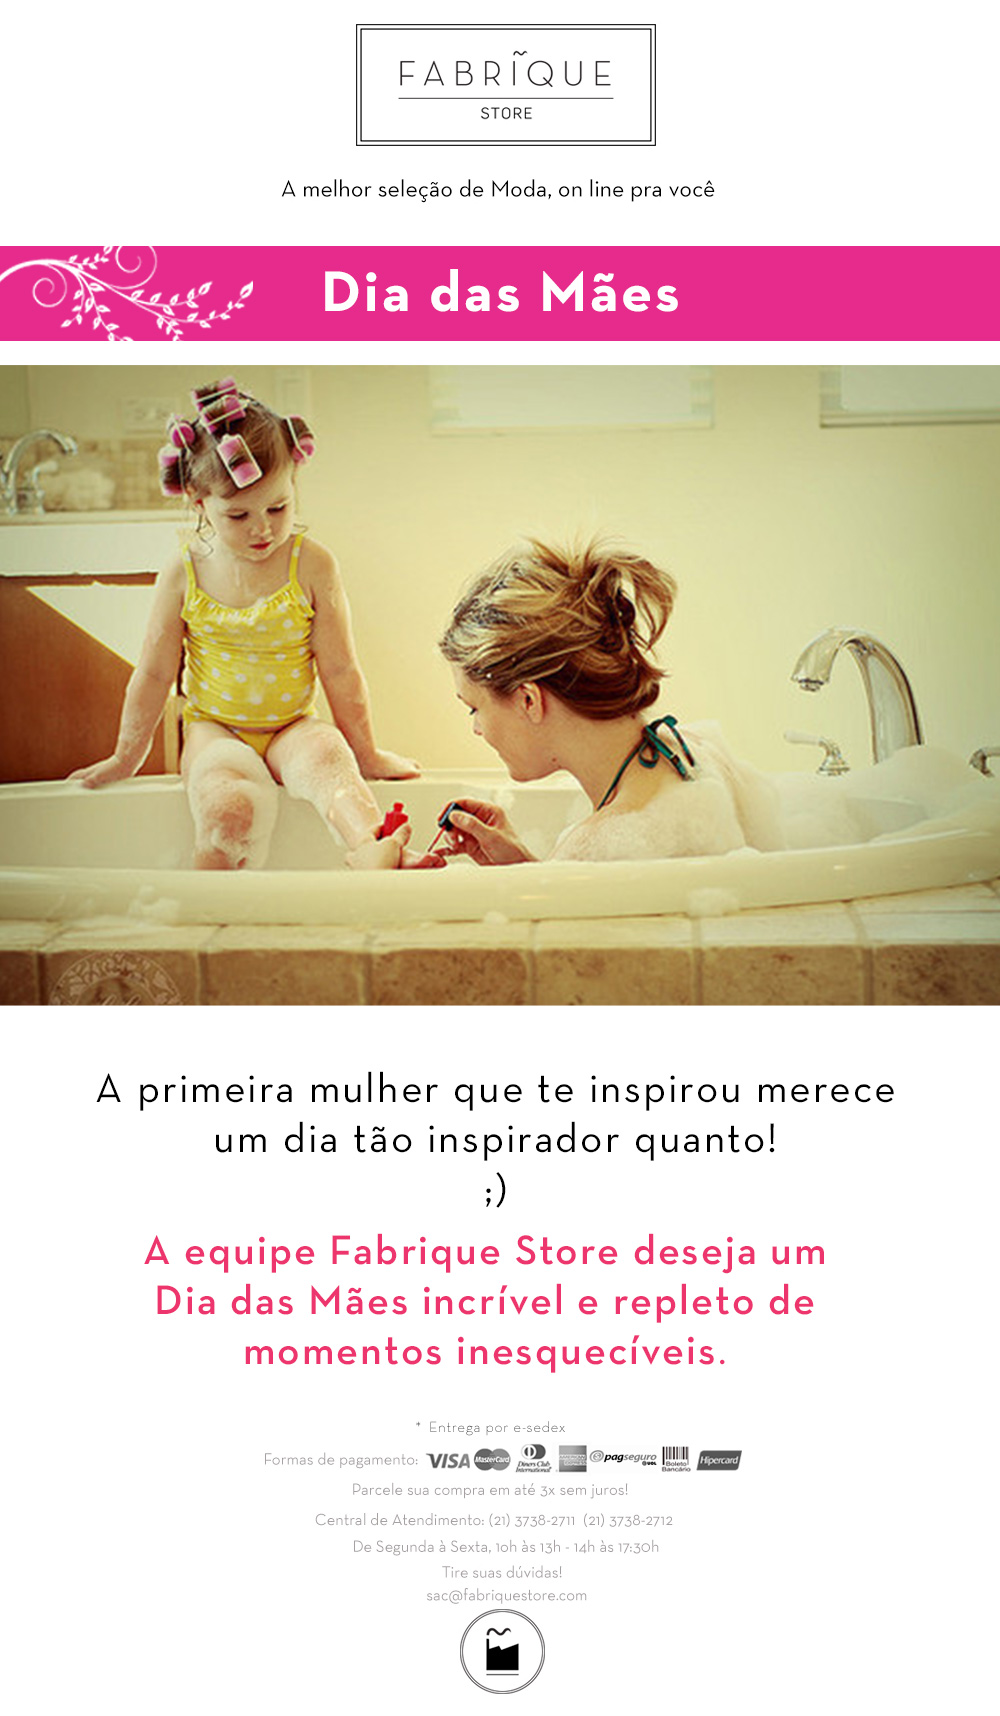 FABRĨQUE
STORE
A melhor seleção de Moda, on line pra você
Dia das Mães
A primeira mulher que te inspirou merece
um dia tão inspirador quanto!
;)
A equipe Fabrique Store deseja um
Dia das Mães incrível e repleto de
momentos inesquecíveis.
* Entrega por e-sedex
Formas de pagamento: VISA MasterCard Diners Club International AMERICAN EXPRESS pagseguro UOL Boleto Bancário Hipercard
Parcele sua compra em até 3x sem juros!
Central de Atendimento: (21) 3738-2711 (21) 3738-2712
De Segunda à Sexta, 10h às 13h - 14h às 17:30h
Tire suas dúvidas!
sac@fabriquestore.com